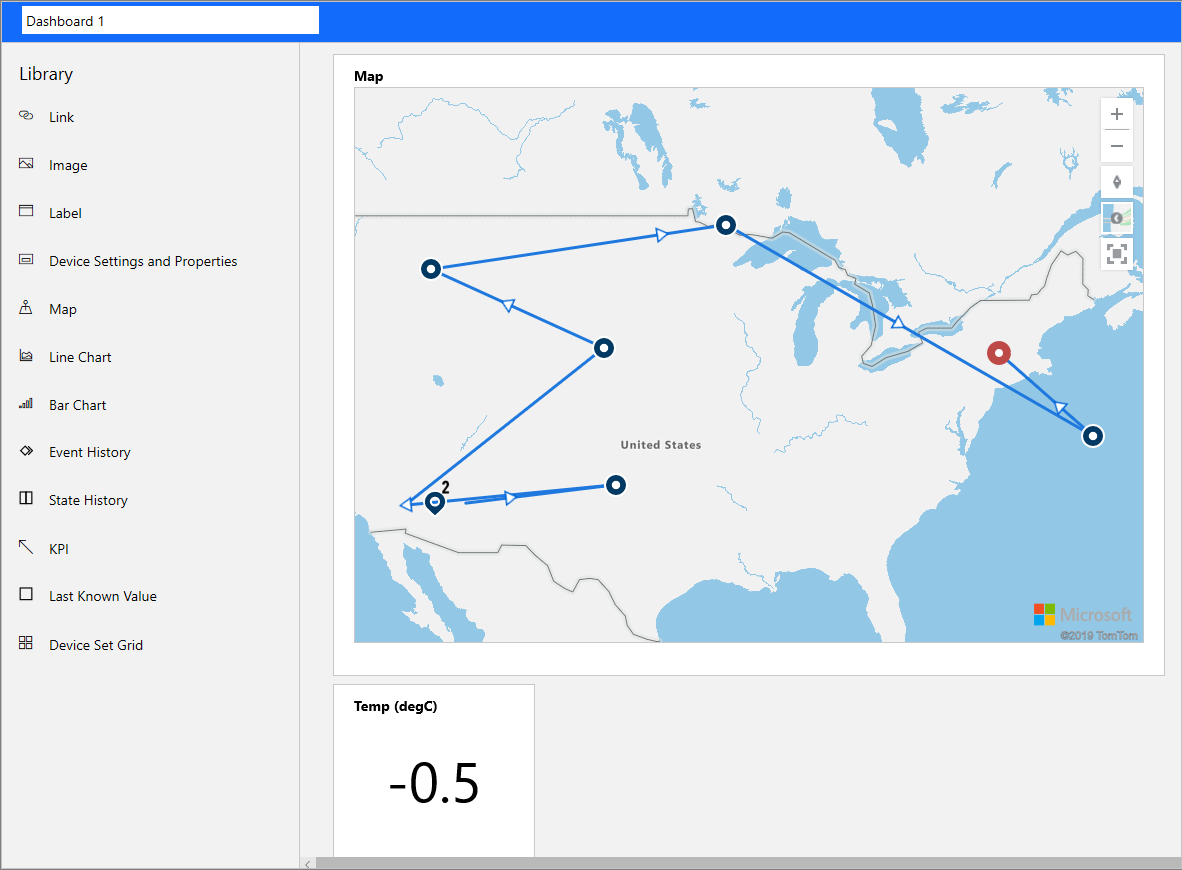 Dashboard 1
Library
Link
Image
Label
Device Settings and Properties
Map
Line Chart
Bar Chart
Event History
State History
KPI
Last Known Value
Device Set Grid
Map
United States
2
Microsoft
©2019 TomTom
Temp (degC)
-0.5